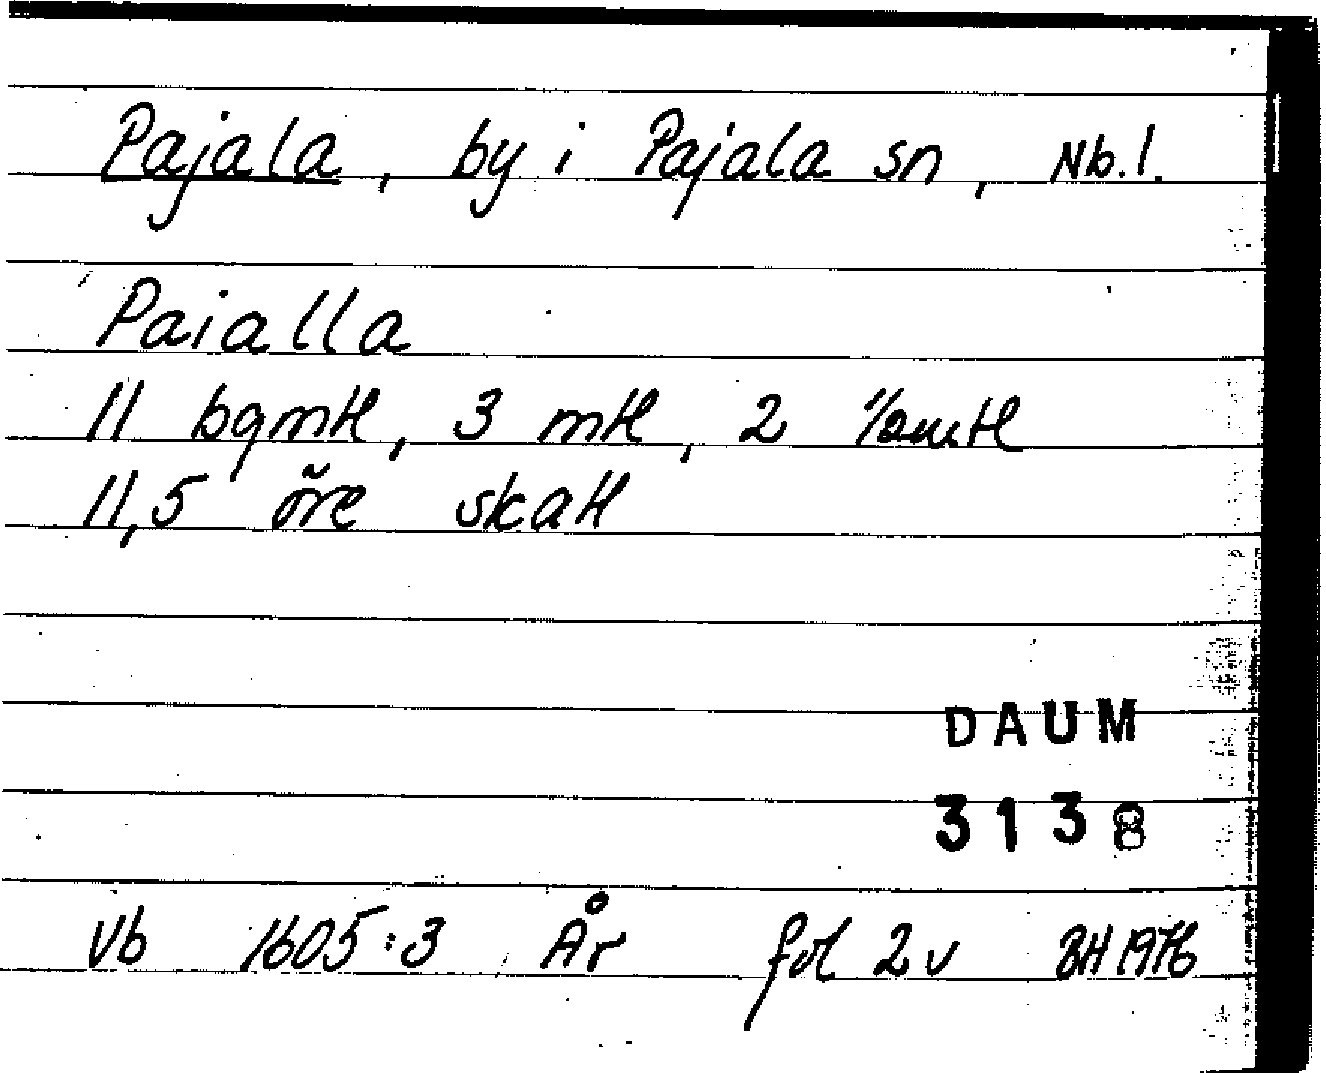 Pajala, by i Pajala sn, Nb.l.
Paialla
11 bgmtl, 3 mtl, 2 ½mtl
11,5 öre skatt
DAUM
3138
Vb 1605:3 År fol 2v BH 1976